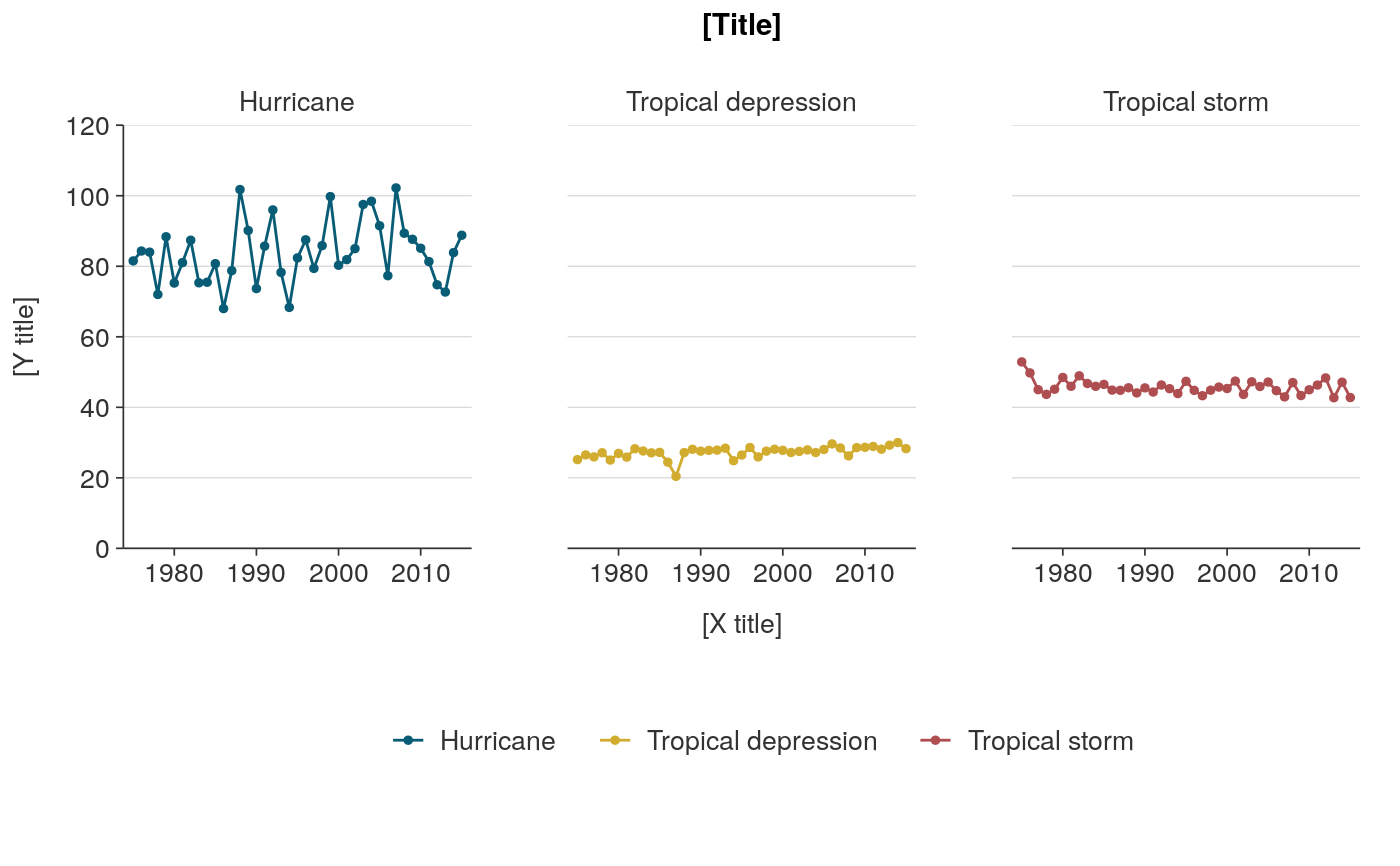 [Title]
Hurricane
Tropical depression
Tropical storm
[Y title]
120
100
80
60
40
20
0
1980 1990 2000 2010
1980 1990 2000 2010
1980 1990 2000 2010
[X title]
Hurricane Tropical depression Tropical storm